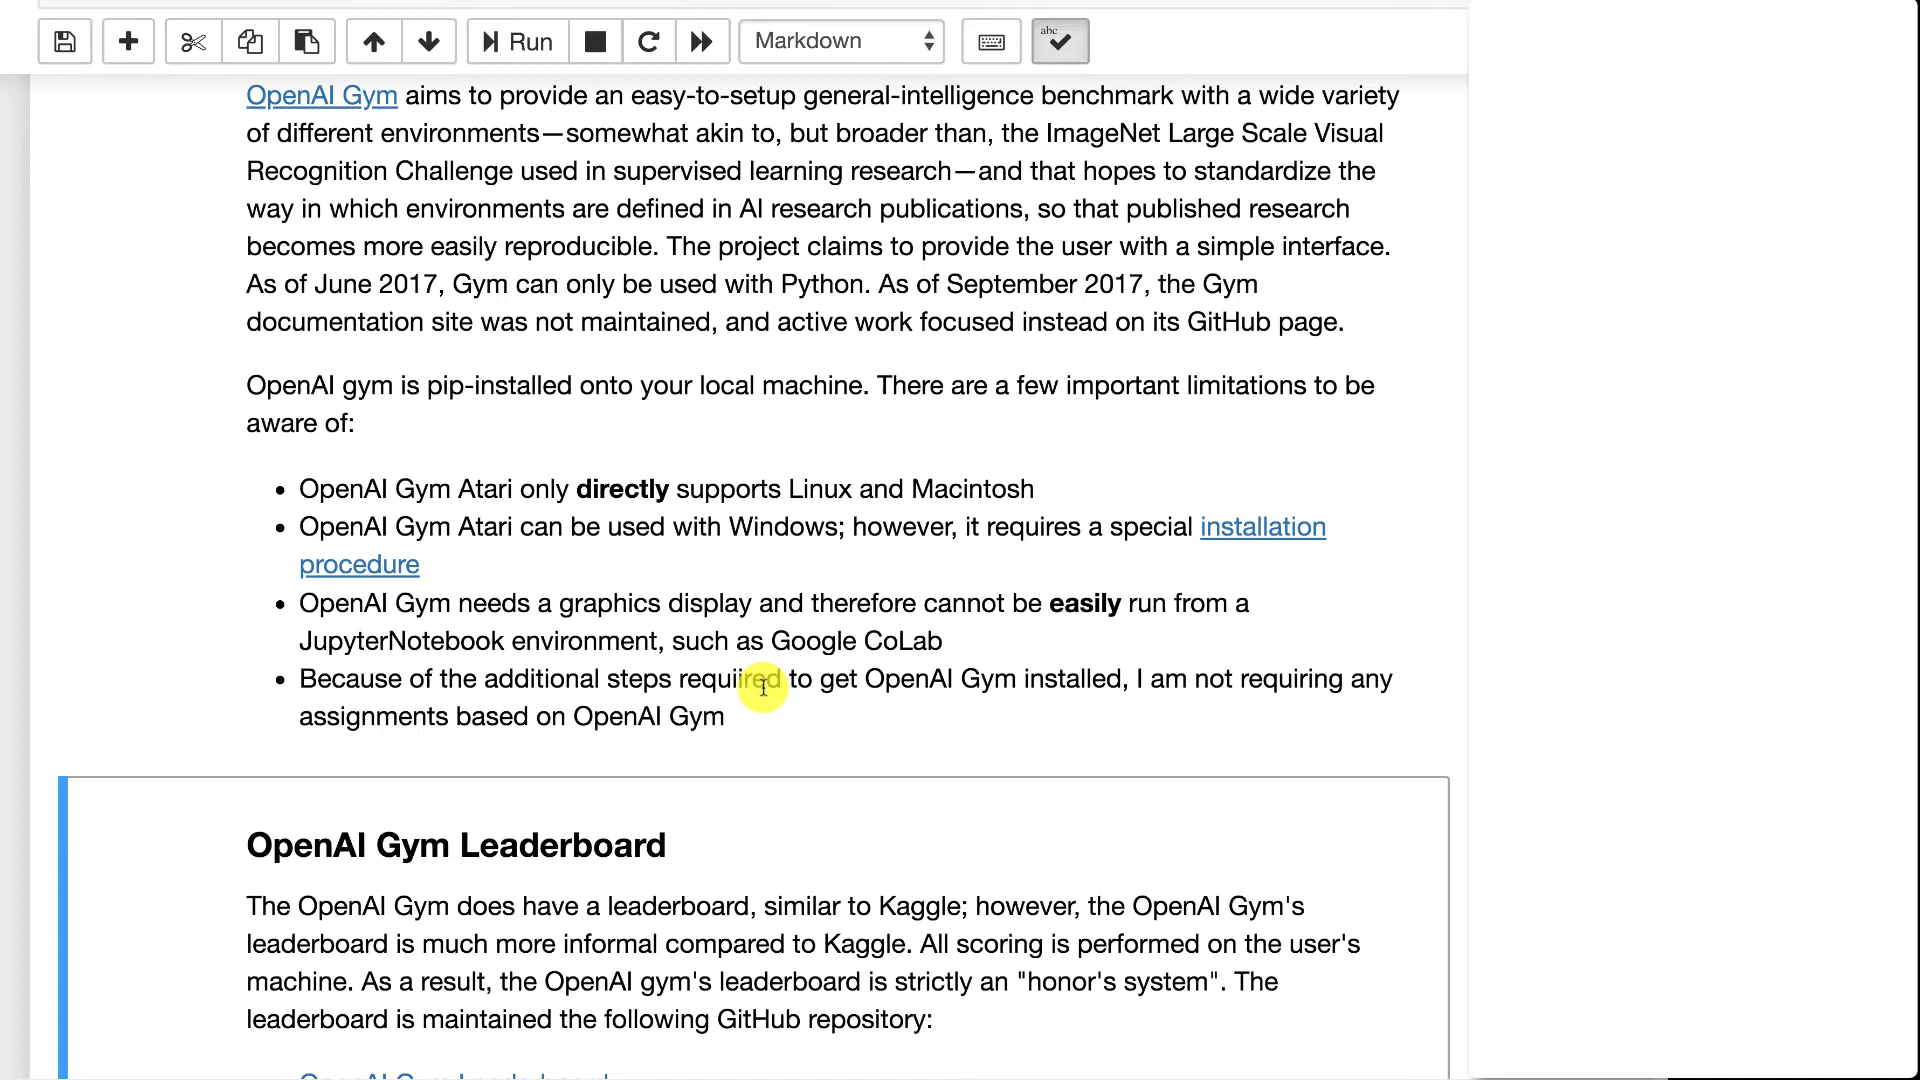 Run
Markdown
abc
OpenAI Gym aims to provide an easy-to-setup general-intelligence benchmark with a wide variety
of different environments—somewhat akin to, but broader than, the ImageNet Large Scale Visual
Recognition Challenge used in supervised learning research—and that hopes to standardize the
way in which environments are defined in AI research publications, so that published research
becomes more easily reproducible. The project claims to provide the user with a simple interface.
As of June 2017, Gym can only be used with Python. As of September 2017, the Gym
documentation site was not maintained, and active work focused instead on its GitHub page.
OpenAI gym is pip-installed onto your local machine. There are a few important limitations to be
aware of:
• OpenAI Gym Atari only directly supports Linux and Macintosh
• OpenAI Gym Atari can be used with Windows; however, it requires a special installation
procedure
• OpenAI Gym needs a graphics display and therefore cannot be easily run from a
JupyterNotebook environment, such as Google CoLab
• Because of the additional steps requiired to get OpenAI Gym installed, I am not requiring any
assignments based on OpenAI Gym
OpenAI Gym Leaderboard
The OpenAI Gym does have a leaderboard, similar to Kaggle; however, the OpenAI Gym's
leaderboard is much more informal compared to Kaggle. All scoring is performed on the user's
machine. As a result, the OpenAI gym's leaderboard is strictly an "honor's system". The
leaderboard is maintained the following GitHub repository:
OpenAI Gym Leaderboard